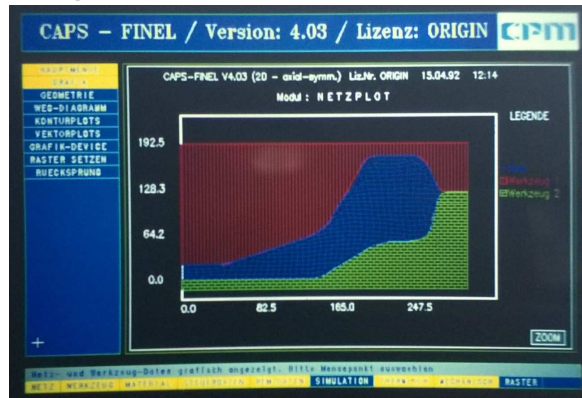 CAPS - FINEL / Version: 4.03 / Lizenz: ORIGIN
cpm
HAUPTMENUE
GRAFIK
GEOMETRIE
WEG-DIAGRAMM
KONTURPLOTS
VEKTORPLOTS
GRAFIK-DEVICE
RASTER SETZEN
RUECKSPRUNG
CAPS-FINEL V4.03 (2D - axial-symm.) Liz.Nr. ORIGIN 15.04.92 12:14
Modul : NETZPLOT
LEGENDE
192.5
128.3
64.2
0.0
0.0 82.5 165.0 247.5
Werkzeug 1
Werkzeug 2
ZOOM
Netz- und Werkzeug-Daten grafisch angezeigt. Bitte Menuepunkt auswaehlen
NETZ WERKZEUG MATERIAL STEUERDATEN SIMULATION MECHANISCH RASTER